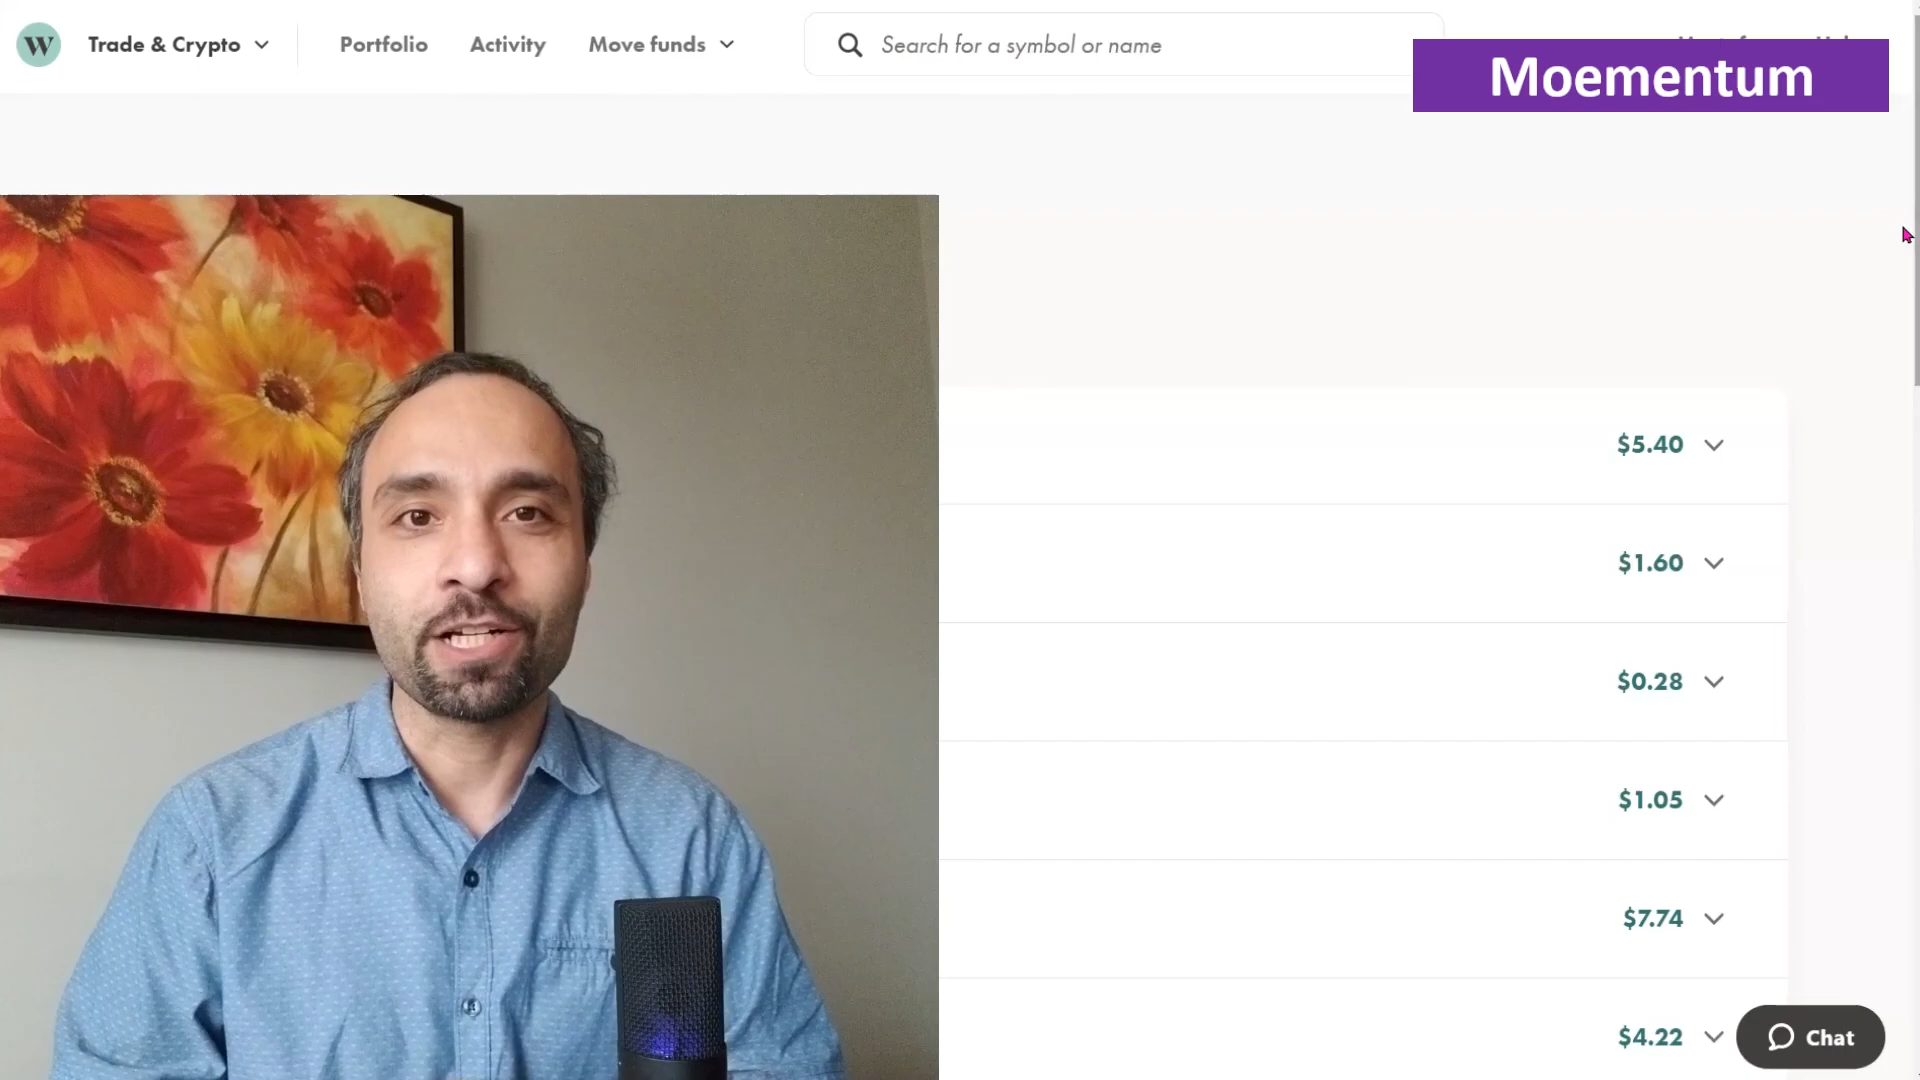 W Trade & Crypto Portfolio Activity Move funds Search for a symbol or name
Moementum
$5.40
$1.60
$0.28
$1.05
$7.74
$4.22
Chat